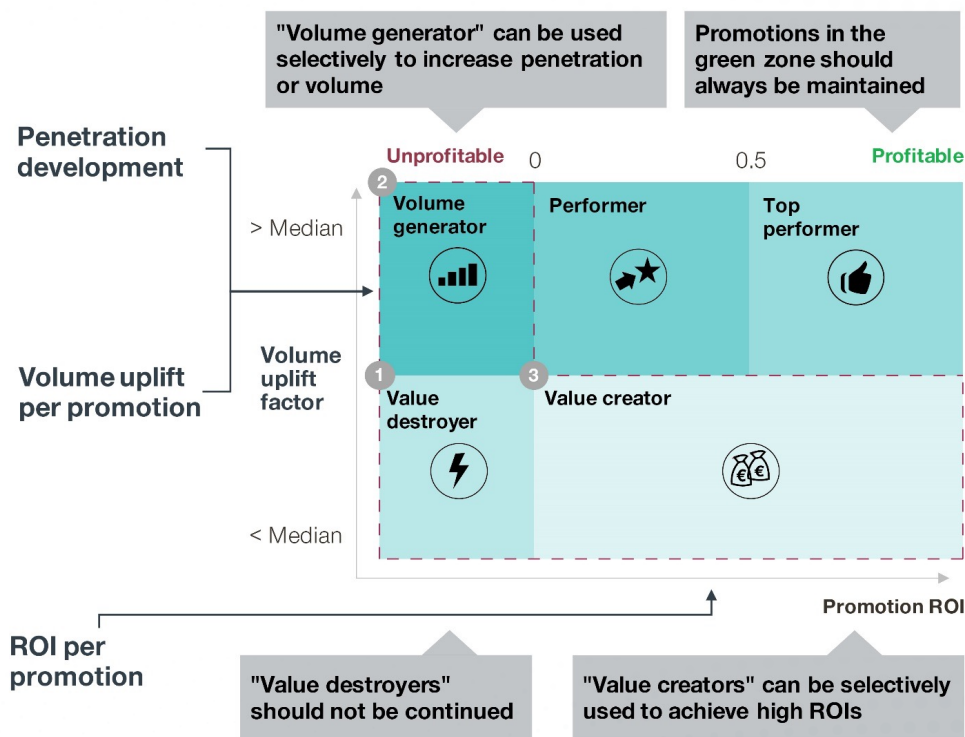 "Volume generator" can be used
selectively to increase penetration
or volume
Promotions in the
green zone should
always be maintained
Penetration
development
Unprofitable
0
0.5
Profitable
2
Volume
generator
Performer
Top
performer
> Median
Volume uplift
per promotion
Volume
uplift
factor
1
3
Value
destroyer
Value creator
€
€
< Median
Promotion ROI
ROI per
promotion
"Value destroyers"
should not be continued
"Value creators" can be selectively
used to achieve high ROIs